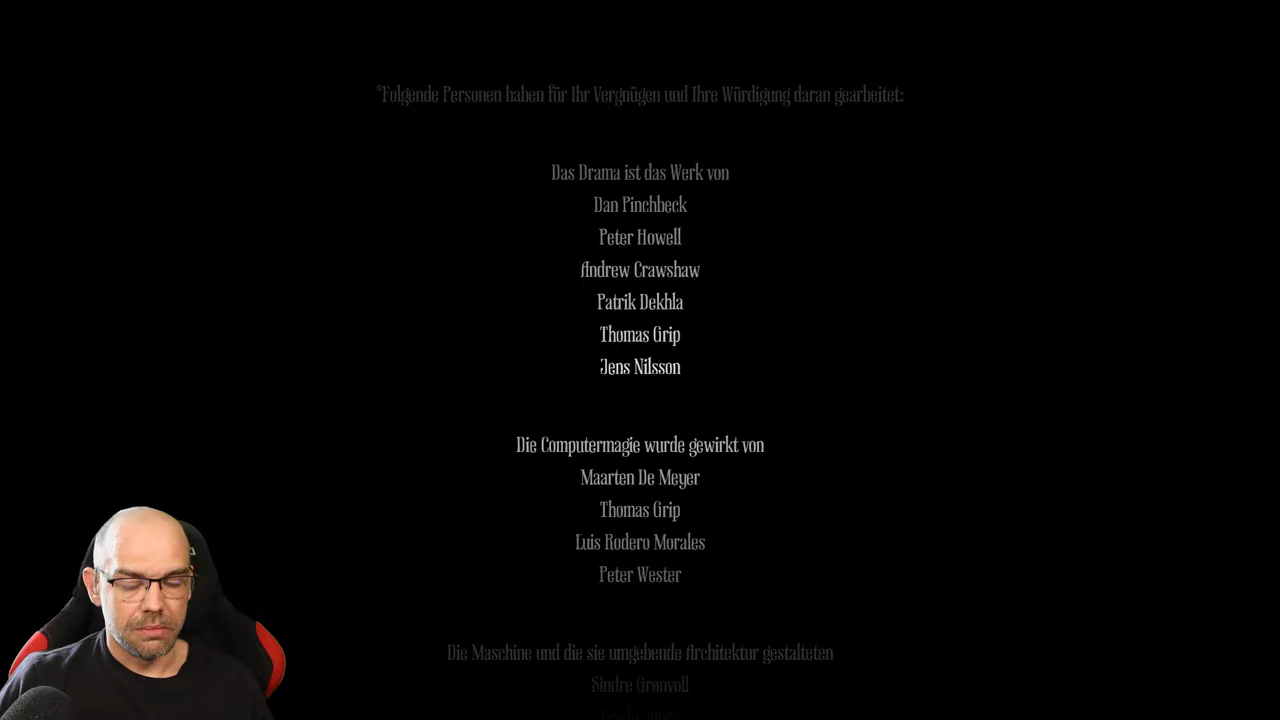 *Folgende Personen haben für Ihr Vergnügen und Ihre Würdigung daran gearbeitet:
Das Drama ist das Werk von
Dan Pinchbeck
Peter Howell
Andrew Crawshaw
Patrik Dekhla
Thomas Grip
Jens Nilsson
Die Computermagie wurde gewirkt von
Maarten De Meyer
Thomas Grip
Luis Rodero Morales
Peter Wester
Die Maschine und die sie umgebende Architektur gestalteten
Sindre Grønvoll